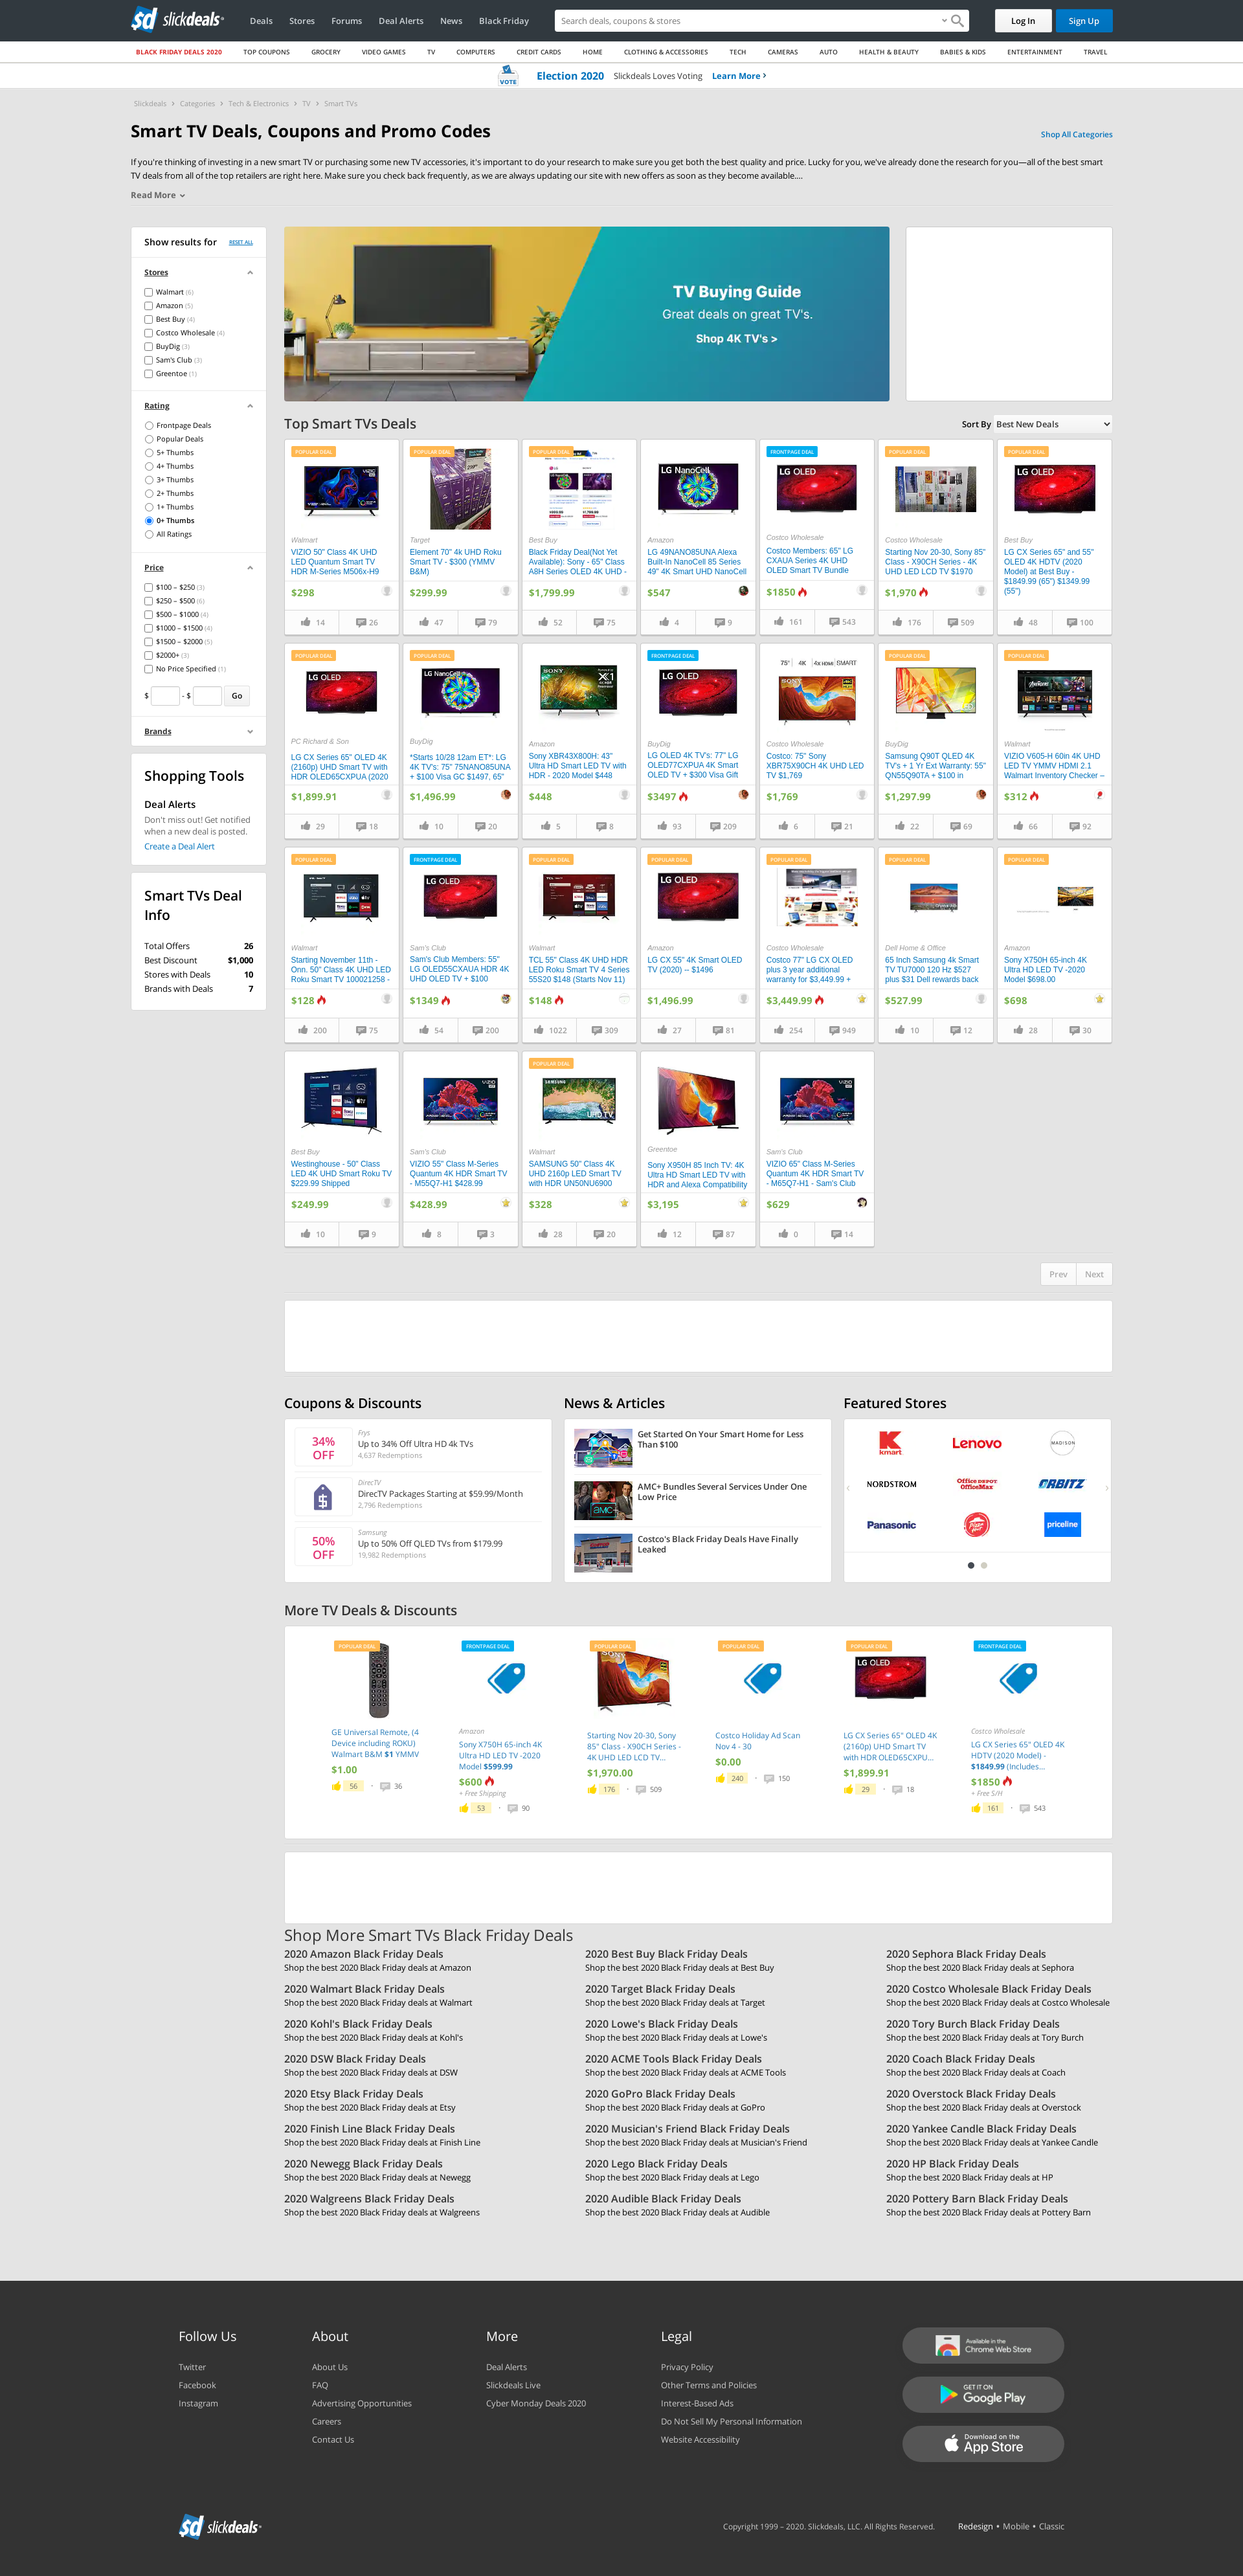 slickdeals
Deals
Stores
Forums
Deal Alerts
News
Black Friday
Search deals, coupons & stores
Log In
Sign Up
BLACK FRIDAY DEALS 2020
TOP COUPONS
GROCERY
VIDEO GAMES
TV
COMPUTERS
CREDIT CARDS
HOME
CLOTHING & ACCESSORIES
TECH
CAMERAS
AUTO
HEALTH & BEAUTY
BABIES & KIDS
ENTERTAINMENT
TRAVEL
VOTE
Election 2020 Slickdeals Loves Voting Learn More ›
Slickdeals › Categories › Tech & Electronics › TV › Smart TVs
Smart TV Deals, Coupons and Promo Codes
Shop All Categories
If you're thinking of investing in a new smart TV or purchasing some new TV accessories, it's important to do your research to make sure you get both the best quality and price. Lucky for you, we've already done the research for you—all of the best smart
TV deals from all of the top retailers are right here. Make sure you check back frequently, as we are always updating our site with new offers as soon as they become available....
Read More
Show results for
RESET ALL
Stores
Walmart (6)
Amazon (5)
Best Buy (4)
Costco Wholesale (4)
BuyDig (3)
Sam's Club (3)
Greentoe (1)
Rating
Frontpage Deals
Popular Deals
5+ Thumbs
4+ Thumbs
3+ Thumbs
2+ Thumbs
1+ Thumbs
0+ Thumbs
All Ratings
Price
$100 – $250 (3)
$250 – $500 (6)
$500 – $1000 (4)
$1000 – $1500 (4)
$1500 – $2000 (5)
$2000+ (3)
No Price Specified (1)
$ - $ Go
Brands
Shopping Tools
Deal Alerts
Don't miss out! Get notified
when a new deal is posted.
Create a Deal Alert
Smart TVs Deal
Info
Total Offers 26
Best Discount $1,000
Stores with Deals 10
Brands with Deals 7
TV Buying Guide
Great deals on great TV's.
Shop 4K TV's >
Top Smart TVs Deals
Sort By Best New Deals
POPULAR DEAL
Walmart
VIZIO 50" Class 4K UHD
LED Quantum Smart TV
HDR M-Series M506x-H9
$298
14 26
POPULAR DEAL
Target
Element 70" 4k UHD Roku
Smart TV - $300 (YMMV
B&M)
$299.99
47 79
POPULAR DEAL
Best Buy
Black Friday Deal(Not Yet
Available): Sony - 65" Class
A8H Series OLED 4K UHD -
$1,799.99
52 75
LG NanoCell
Amazon
LG 49NANO85UNA Alexa
Built-In NanoCell 85 Series
49" 4K Smart UHD NanoCell
$547
4 9
FRONTPAGE DEAL
LG OLED
Costco Wholesale
Costco Members: 65" LG
CXAUA Series 4K UHD
OLED Smart TV Bundle
$1850
161 543
POPULAR DEAL
Costco Wholesale
Starting Nov 20-30, Sony 85"
Class - X90CH Series - 4K
UHD LED LCD TV $1970
$1,970
176 509
POPULAR DEAL
LG OLED
Best Buy
LG CX Series 65" and 55"
OLED 4K HDTV (2020
Model) at Best Buy -
$1849.99 (65") $1349.99
(55")
48 100
POPULAR DEAL
LG OLED
PC Richard & Son
LG CX Series 65" OLED 4K
(2160p) UHD Smart TV with
HDR OLED65CXPUA (2020
$1,899.91
29 18
POPULAR DEAL
LG NanoCell
BuyDig
*Starts 10/28 12am ET*: LG
4K TV's: 75" 75NANO85UNA
+ $100 Visa GC $1497, 65"
$1,496.99
10 20
SONY
X1
Amazon
Sony XBR43X800H: 43"
Ultra HD Smart LED TV with
HDR - 2020 Model $448
$448
5 8
FRONTPAGE DEAL
LG OLED
BuyDig
LG OLED 4K TV's: 77" LG
OLED77CXPUA 4K Smart
OLED TV + $300 Visa Gift
$3497
93 209
75" 4K 4x HDMI SMART
SONY
Costco Wholesale
Costco: 75" Sony
XBR75X90CH 4K UHD LED
TV $1,769
$1,769
6 21
POPULAR DEAL
BuyDig
Samsung Q90T QLED 4K
TV's + 1 Yr Ext Warranty: 55"
QN55Q90TA + $100 in
$1,297.99
22 69
POPULAR DEAL
Walmart
VIZIO V605-H 60in 4K UHD
LED TV YMMV HDMI 2.1
Walmart Inventory Checker –
$312
66 92
POPULAR DEAL
Walmart
Starting November 11th -
Onn. 50" Class 4K UHD LED
Roku Smart TV 100021258 -
$128
200 75
FRONTPAGE DEAL
LG OLED
Sam's Club
Sam's Club Members: 55"
LG OLED55CXAUA HDR 4K
UHD OLED TV + $100
$1349
54 200
POPULAR DEAL
Walmart
TCL 55" Class 4K UHD HDR
LED Roku Smart TV 4 Series
55S20 $148 (Starts Nov 11)
$148
1022 309
POPULAR DEAL
LG OLED
Amazon
LG CX 55" 4K Smart OLED
TV (2020) -- $1496
$1,496.99
27 81
POPULAR DEAL
Costco Wholesale
Costco 77" LG CX OLED
plus 3 year additional
warranty for $3,449.99 +
$3,449.99
254 949
POPULAR DEAL
Dell Home & Office
65 Inch Samsung 4k Smart
TV TU7000 120 Hz $527
plus $31 Dell rewards back
$527.99
10 12
POPULAR DEAL
Amazon
Sony X750H 65-inch 4K
Ultra HD LED TV -2020
Model $698.00
$698
28 30
Best Buy
Westinghouse - 50" Class
LED 4K UHD Smart Roku TV
$229.99 Shipped
$249.99
10 9
Sam's Club
VIZIO 55" Class M-Series
Quantum 4K HDR Smart TV
- M55Q7-H1 $428.99
$428.99
8 3
POPULAR DEAL
SAMSUNG
UHD TV
Walmart
SAMSUNG 50" Class 4K
UHD 2160p LED Smart TV
with HDR UN50NU6900
$328
28 20
Greentoe
Sony X950H 85 Inch TV: 4K
Ultra HD Smart LED TV with
HDR and Alexa Compatibility
$3,195
12 87
Sam's Club
VIZIO 65" Class M-Series
Quantum 4K HDR Smart TV
- M65Q7-H1 - Sam's Club
$629
0 14
Prev Next
Coupons & Discounts
34%
OFF
Frys
Up to 34% Off Ultra HD 4k TVs
4,637 Redemptions
DirecTV
DirecTV Packages Starting at $59.99/Month
2,796 Redemptions
50%
OFF
Samsung
Up to 50% Off QLED TVs from $179.99
19,982 Redemptions
News & Articles
Get Started On Your Smart Home for Less
Than $100
amc+
AMC+ Bundles Several Services Under One
Low Price
Costco's Black Friday Deals Have Finally
Leaked
Featured Stores
kmart
Lenovo
MADISON
NORDSTROM
Office DEPOT
OfficeMax
ORBITZ
Panasonic
PIZZA HUT
priceline
More TV Deals & Discounts
POPULAR DEAL
GE Universal Remote, (4
Device including ROKU)
Walmart B&M $1 YMMV
$1.00
56 · 36
FRONTPAGE DEAL
Amazon
Sony X750H 65-inch 4K
Ultra HD LED TV -2020
Model $599.99
$600
+ Free Shipping
53 · 90
POPULAR DEAL
SONY
Starting Nov 20-30, Sony
85" Class - X90CH Series -
4K UHD LED LCD TV...
$1,970.00
176 · 509
POPULAR DEAL
Costco Holiday Ad Scan
Nov 4 - 30
$0.00
240 · 150
POPULAR DEAL
LG OLED
LG CX Series 65" OLED 4K
(2160p) UHD Smart TV
with HDR OLED65CXPU...
$1,899.91
29 · 18
FRONTPAGE DEAL
Costco Wholesale
LG CX Series 65" OLED 4K
HDTV (2020 Model) -
$1849.99 (Includes...
$1850
+ Free S/H
161 · 543
Shop More Smart TVs Black Friday Deals
2020 Amazon Black Friday Deals
Shop the best 2020 Black Friday deals at Amazon
2020 Best Buy Black Friday Deals
Shop the best 2020 Black Friday deals at Best Buy
2020 Sephora Black Friday Deals
Shop the best 2020 Black Friday deals at Sephora
2020 Walmart Black Friday Deals
Shop the best 2020 Black Friday deals at Walmart
2020 Target Black Friday Deals
Shop the best 2020 Black Friday deals at Target
2020 Costco Wholesale Black Friday Deals
Shop the best 2020 Black Friday deals at Costco Wholesale
2020 Kohl's Black Friday Deals
Shop the best 2020 Black Friday deals at Kohl's
2020 Lowe's Black Friday Deals
Shop the best 2020 Black Friday deals at Lowe's
2020 Tory Burch Black Friday Deals
Shop the best 2020 Black Friday deals at Tory Burch
2020 DSW Black Friday Deals
Shop the best 2020 Black Friday deals at DSW
2020 ACME Tools Black Friday Deals
Shop the best 2020 Black Friday deals at ACME Tools
2020 Coach Black Friday Deals
Shop the best 2020 Black Friday deals at Coach
2020 Etsy Black Friday Deals
Shop the best 2020 Black Friday deals at Etsy
2020 GoPro Black Friday Deals
Shop the best 2020 Black Friday deals at GoPro
2020 Overstock Black Friday Deals
Shop the best 2020 Black Friday deals at Overstock
2020 Finish Line Black Friday Deals
Shop the best 2020 Black Friday deals at Finish Line
2020 Musician's Friend Black Friday Deals
Shop the best 2020 Black Friday deals at Musician's Friend
2020 Yankee Candle Black Friday Deals
Shop the best 2020 Black Friday deals at Yankee Candle
2020 Newegg Black Friday Deals
Shop the best 2020 Black Friday deals at Newegg
2020 Lego Black Friday Deals
Shop the best 2020 Black Friday deals at Lego
2020 HP Black Friday Deals
Shop the best 2020 Black Friday deals at HP
2020 Walgreens Black Friday Deals
Shop the best 2020 Black Friday deals at Walgreens
2020 Audible Black Friday Deals
Shop the best 2020 Black Friday deals at Audible
2020 Pottery Barn Black Friday Deals
Shop the best 2020 Black Friday deals at Pottery Barn
Follow Us
Twitter
Facebook
Instagram
About
About Us
FAQ
Advertising Opportunities
Careers
Contact Us
More
Deal Alerts
Slickdeals Live
Cyber Monday Deals 2020
Legal
Privacy Policy
Other Terms and Policies
Interest-Based Ads
Do Not Sell My Personal Information
Website Accessibility
Available in the
Chrome Web Store
GET IT ON
Google Play
Download on the
App Store
slickdeals
Copyright 1999 – 2020. Slickdeals, LLC. All Rights Reserved.
Redesign • Mobile • Classic